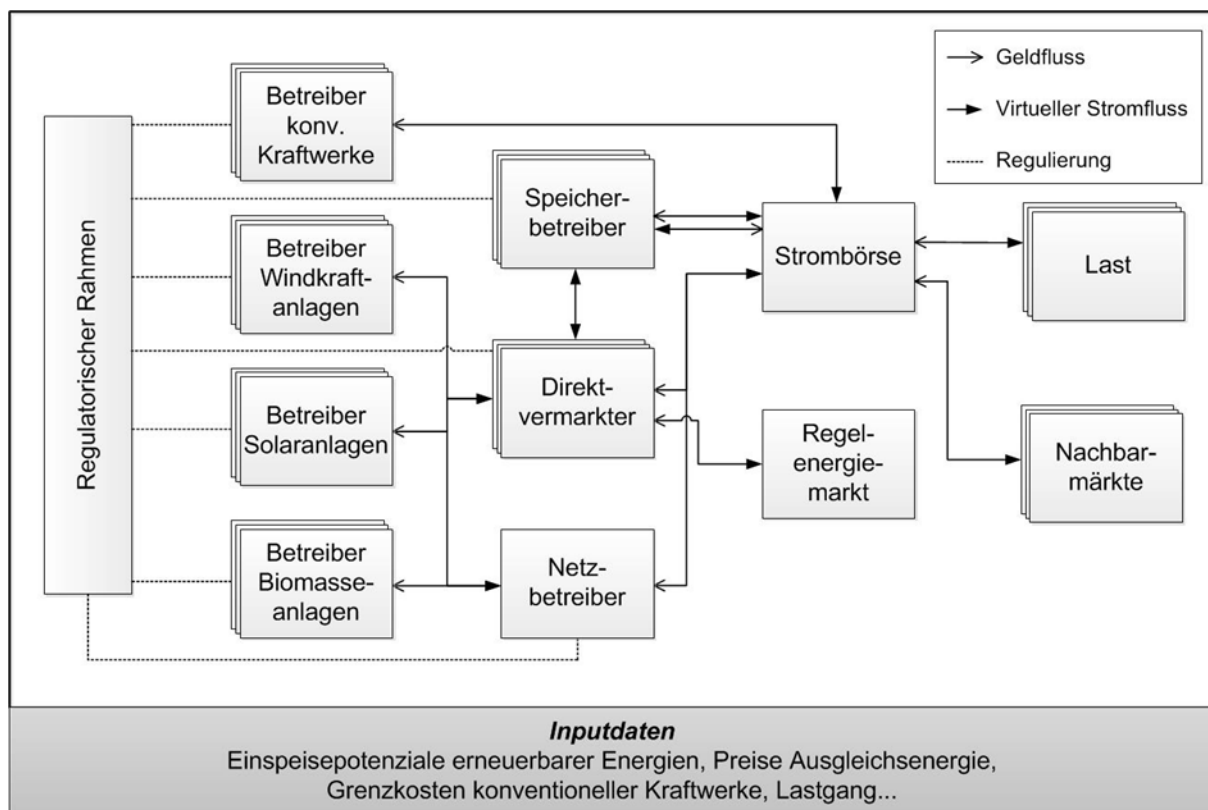 Geldfluss
Virtueller Stromfluss
Regulierung
Regulatorischer Rahmen
Betreiber
konv.
Kraftwerke
Speicher-
betreiber
Betreiber
Windkraft-
anlagen
Strombörse
Last
Direkt-
vermarkter
Betreiber
Solaranlagen
Regel-
energie-
markt
Nachbar-
märkte
Betreiber
Biomasse-
anlagen
Netz-
betreiber
Inputdaten
Einspeisepotenziale erneuerbarer Energien, Preise Ausgleichsenergie,
Grenzkosten konventioneller Kraftwerke, Lastgang...